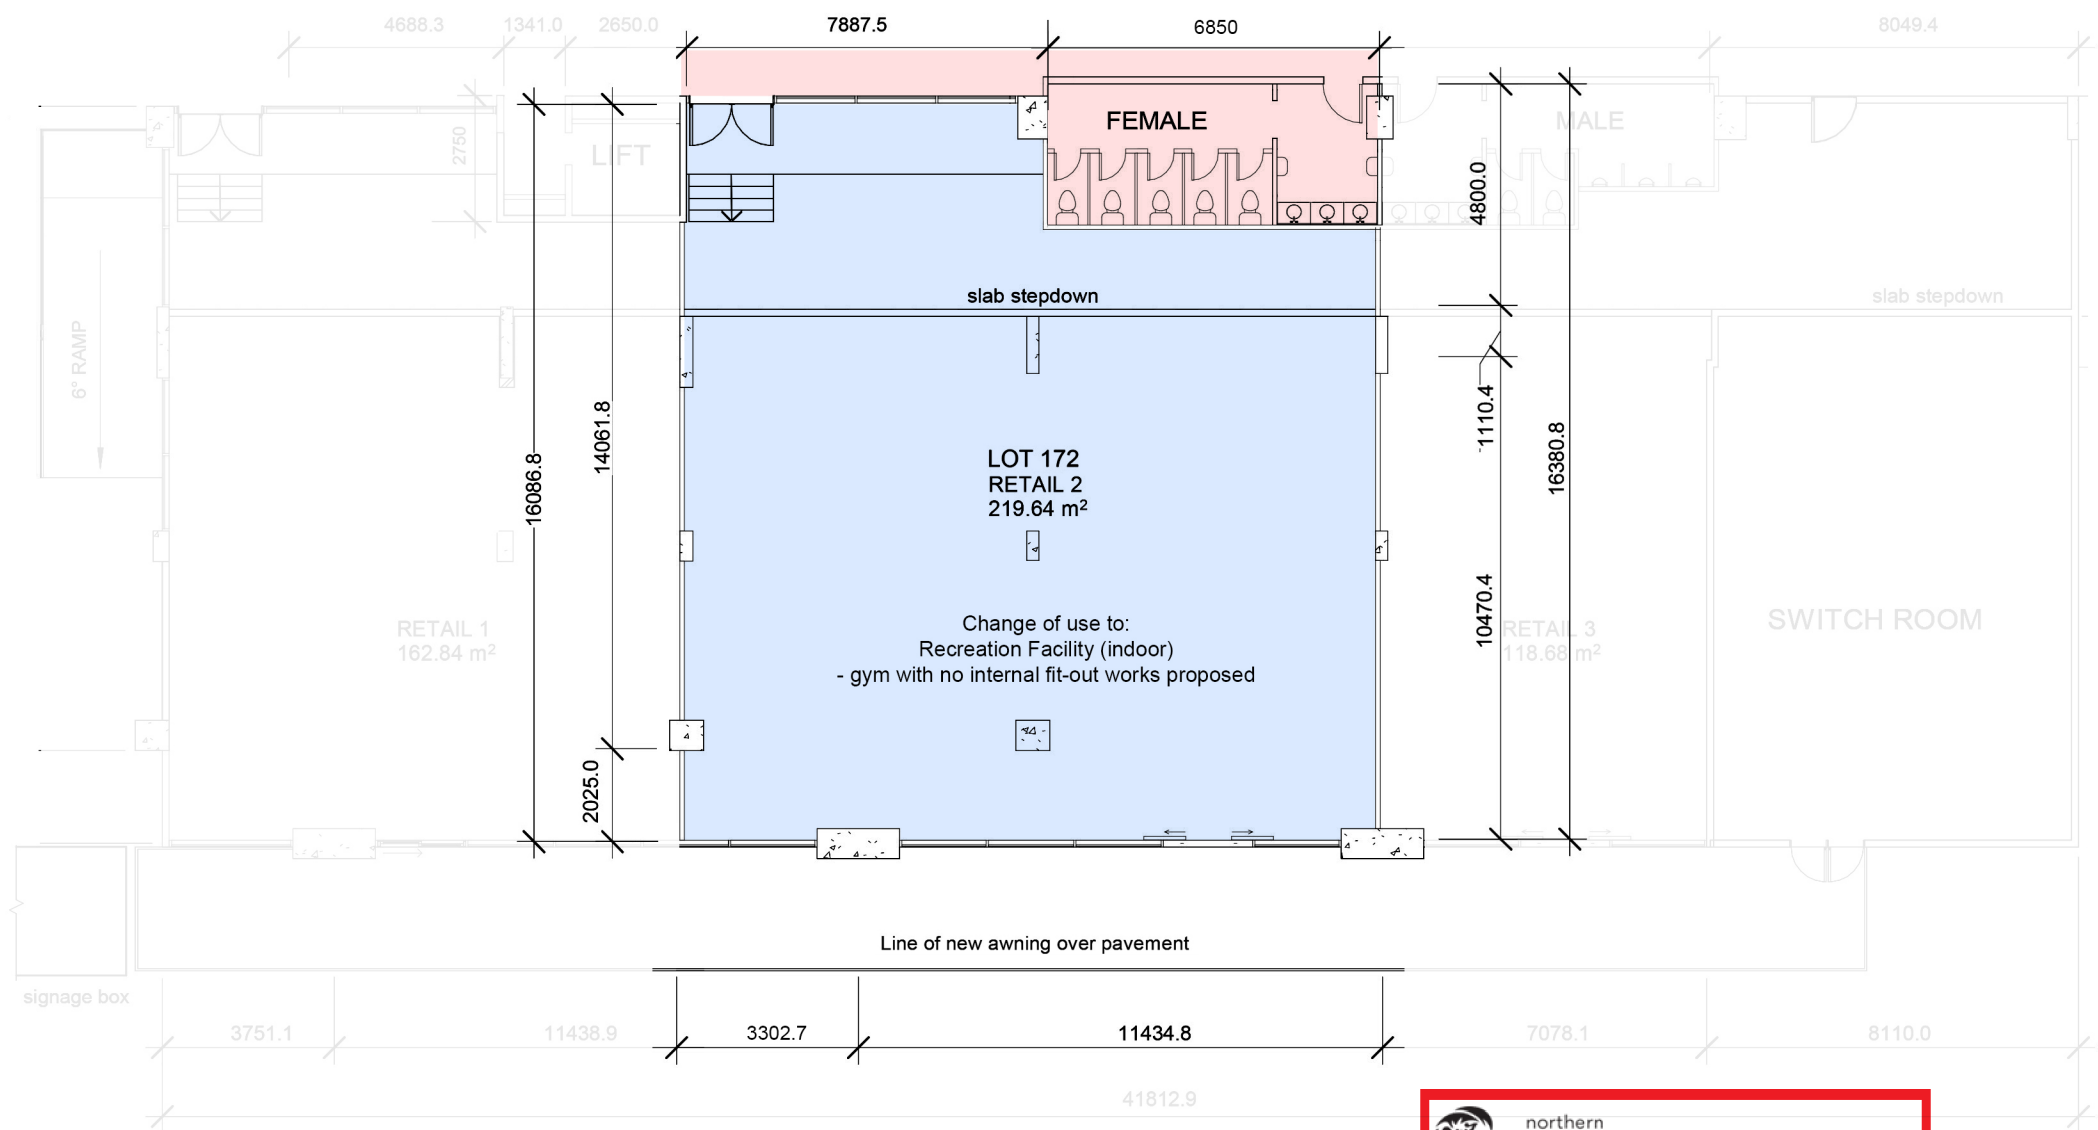 4688.3
1341.0
2650.0
7887.5
6850
8049.4
2750
LIFT
FEMALE
MALE
4800.0
slab stepdown
slab stepdown
6° RAMP
16086.8
14061.8
-1110.4
16380.8
LOT 172
RETAIL 2
219.64 m²
RETAIL 1
162.84 m²
Change of use to:
Recreation Facility (indoor)
- gym with no internal fit-out works proposed
10470.4
RETAIL 3
118.68 m²
SWITCH ROOM
2025.0
Line of new awning over pavement
signage box
3751.1
11438.9
3302.7
11434.8
7078.1
8110.0
41812.9
northern